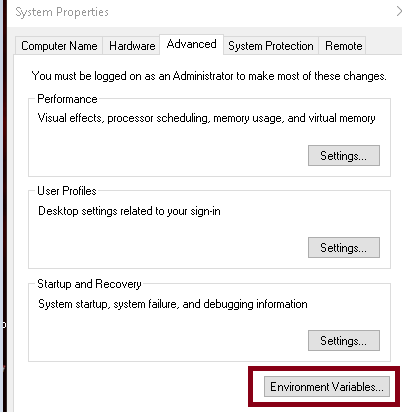 System Properties
Computer Name Hardware Advanced System Protection Remote
You must be logged on as an Administrator to make most of these changes.
Performance
Visual effects, processor scheduling, memory usage, and virtual memory
Settings...
User Profiles
Desktop settings related to your sign-in
Settings...
Startup and Recovery
System startup, system failure, and debugging information
Settings...
Environment Variables...